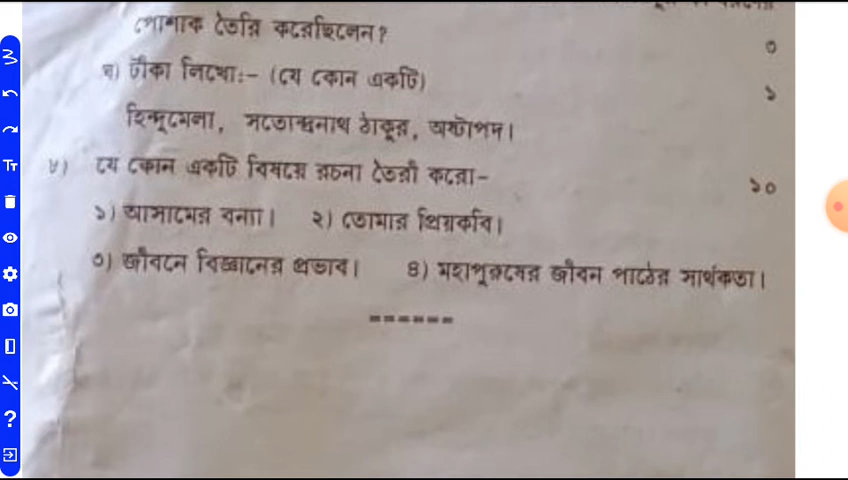 পোশাক তৈরি করেছিলেন?
৩
ঘ) টীকা লিখো:- (যে কোন একটি)
১
হিন্দুমেলা, সত্যেন্দ্রনাথ ঠাকুর, অষ্টাপদ।
৮) যে কোন একটি বিষয়ে রচনা তৈরী করো-
১০
১) আসামের বন্যা। ২) তোমার প্রিয়কবি।
৩) জীবনে বিজ্ঞানের প্রভাব। ৪) মহাপুরুষের জীবন পাঠের সার্থকতা।
------